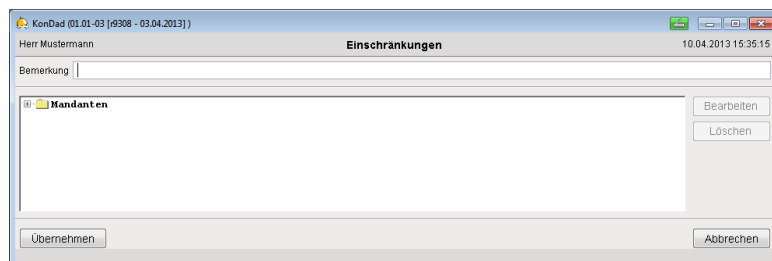 KonDad (01.01-03 [r9308 - 03.04.2013] )
Herr Mustermann Einschränkungen 10.04.2013 15:35:15
Bemerkung
Mandanten
Bearbeiten
Löschen
Übernehmen Abbrechen